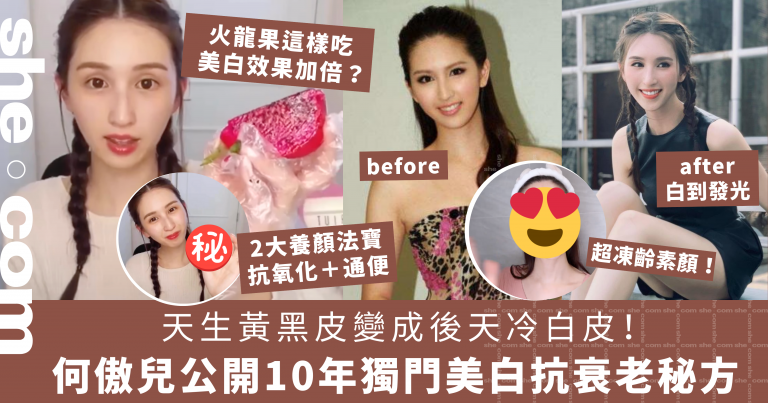 she.com
火龍果這樣吃
美白效果加倍？
before
after
白到發光
秘
2大養顏法寶
抗氧化＋通便
超凍齡素顏！
天生黃黑皮變成後天冷白皮！
何傲兒公開10年獨門美白抗衰老秘方